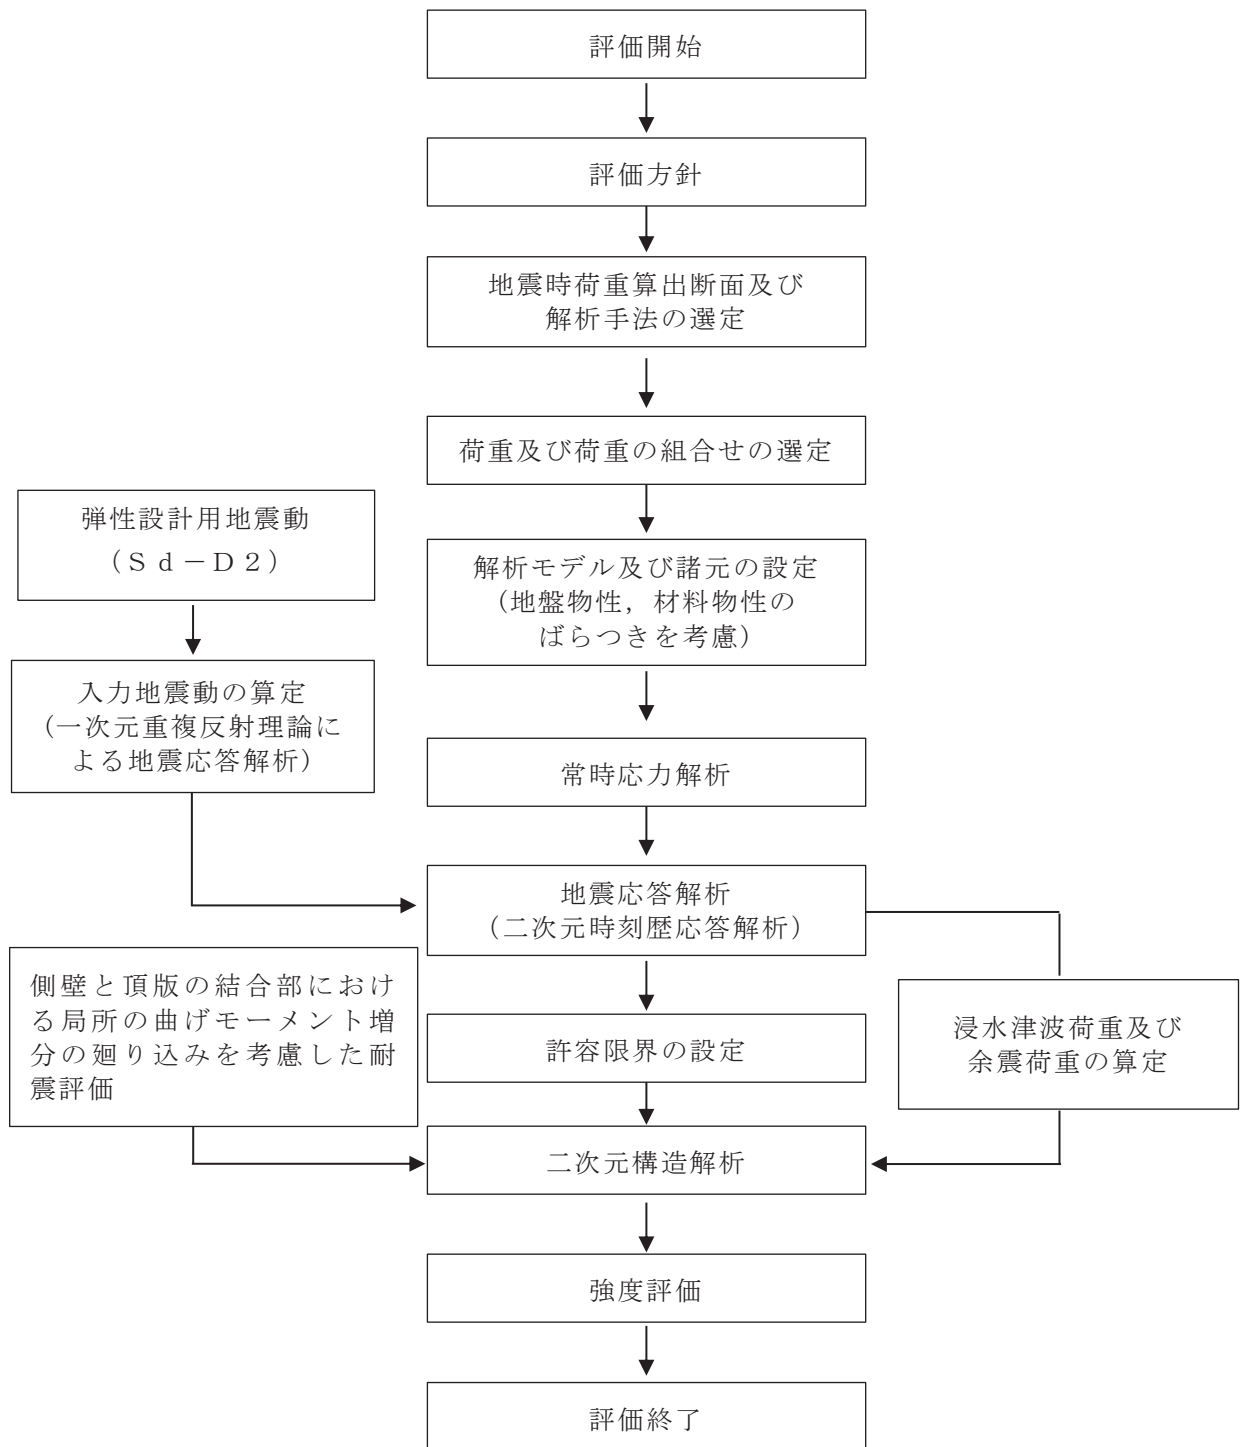 評価開始
評価方針
地震時荷重算出断面及び
解析手法の選定
荷重及び荷重の組合せの選定
弾性設計用地震動
（Ｓｄ－Ｄ２）
解析モデル及び諸元の設定
（地盤物性，材料物性の
ばらつきを考慮）
入力地震動の算定
（一次元重複反射理論に
よる地震応答解析）
常時応力解析
地震応答解析
（二次元時刻歴応答解析）
側壁と頂版の結合部におけ
る局所の曲げモーメント増
分の廻り込みを考慮した耐
震評価
許容限界の設定
浸水津波荷重及び
余震荷重の算定
二次元構造解析
強度評価
評価終了